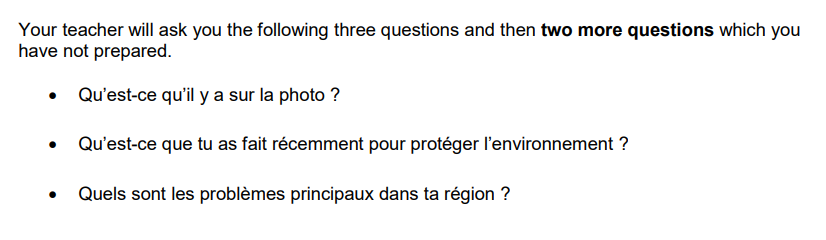 Your teacher will ask you the following three questions and then two more questions which you
have not prepared.
• Qu’est-ce qu’il y a sur la photo ?
• Qu’est-ce que tu as fait récemment pour protéger l’environnement ?
• Quels sont les problèmes principaux dans ta région ?